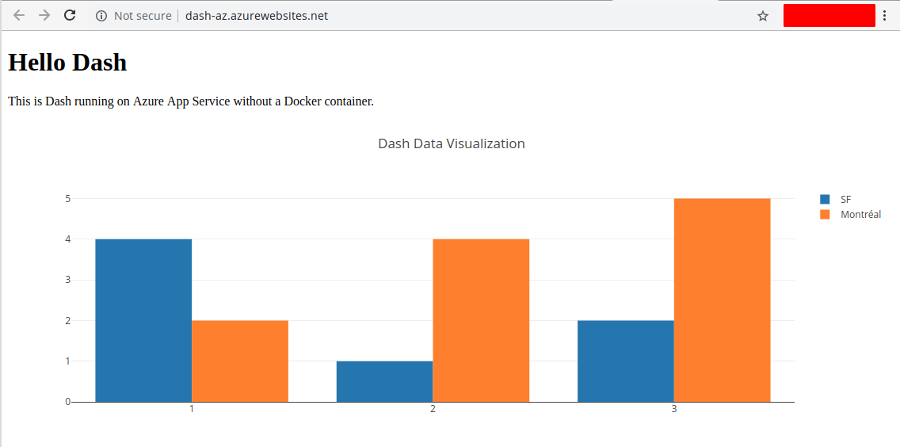 Not secure dash-az.azurewebsites.net
Hello Dash
This is Dash running on Azure App Service without a Docker container.
Dash Data Visualization
5
4
3
2
1
0
1 2 3
SF
Montréal